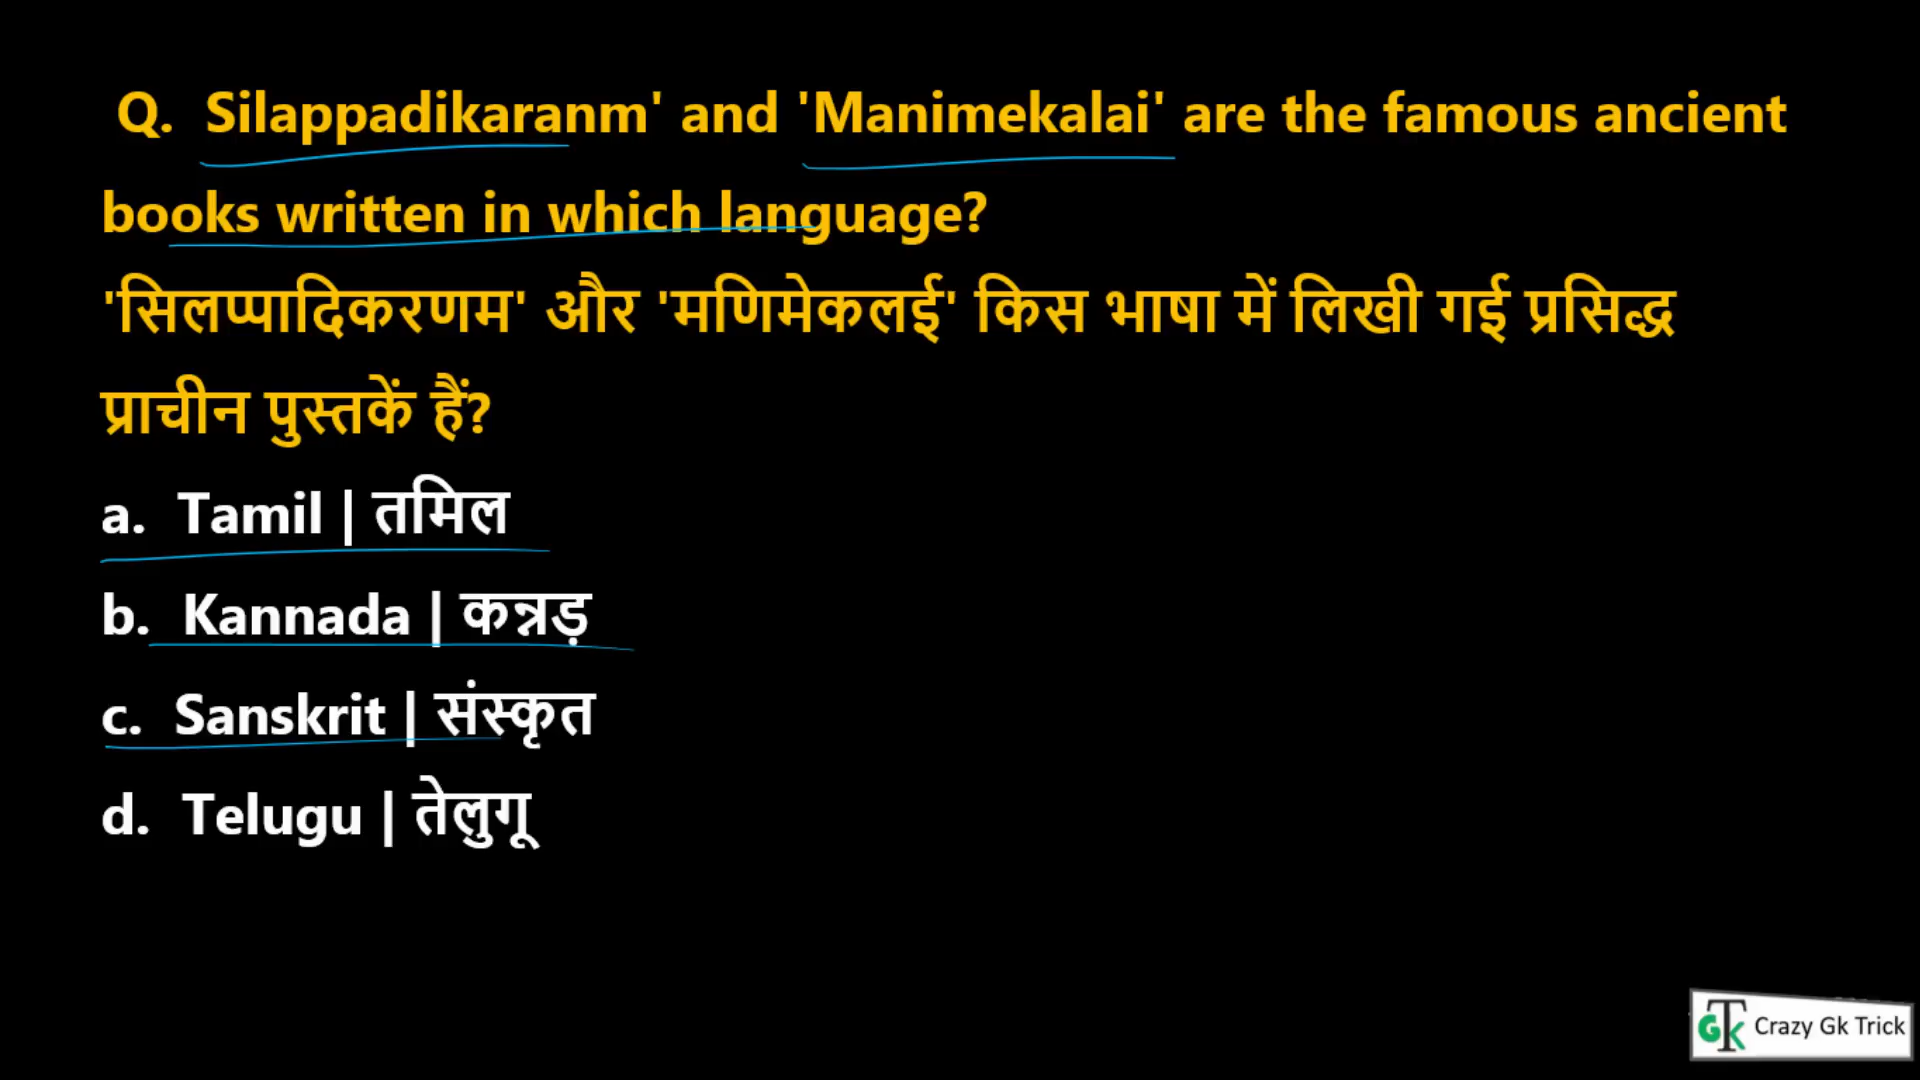 Q. Silappadikaranm' and 'Manimekalai' are the famous ancient
books written in which language?
'सिलप्पादिकरणम' और 'मणिमेकलई' किस भाषा में लिखी गई प्रसिद्ध
प्राचीन पुस्तकें हैं?
a. Tamil | तमिल
b. Kannada | कन्नड़
c. Sanskrit | संस्कृत
d. Telugu | तेलुगू
GTK Crazy Gk Trick